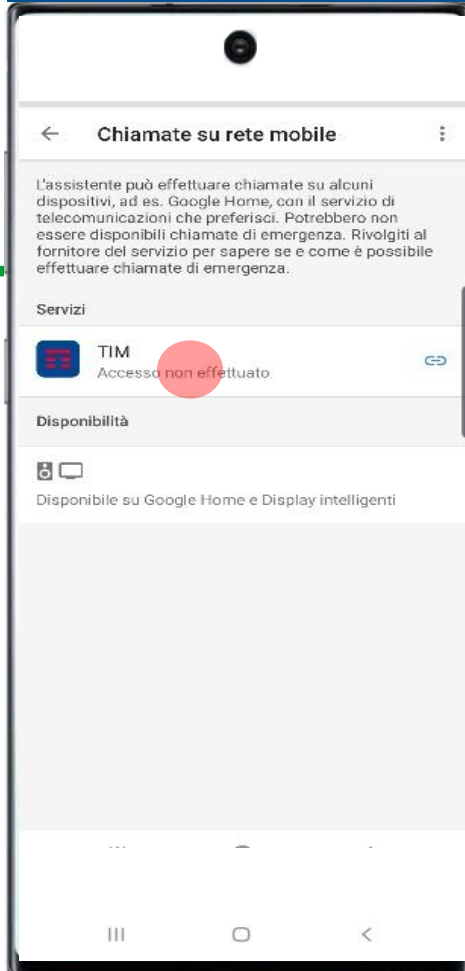 Chiamate su rete mobile
L'assistente può effettuare chiamate su alcuni
dispositivi, ad es. Google Home, con il servizio di
telecomunicazioni che preferisci. Potrebbero non
essere disponibili chiamate di emergenza. Rivolgiti al
fornitore del servizio per sapere se e come è possibile
effettuare chiamate di emergenza.
Servizi
TIM
Accesso non effettuato
Disponibilità
Disponibile su Google Home e Display intelligenti